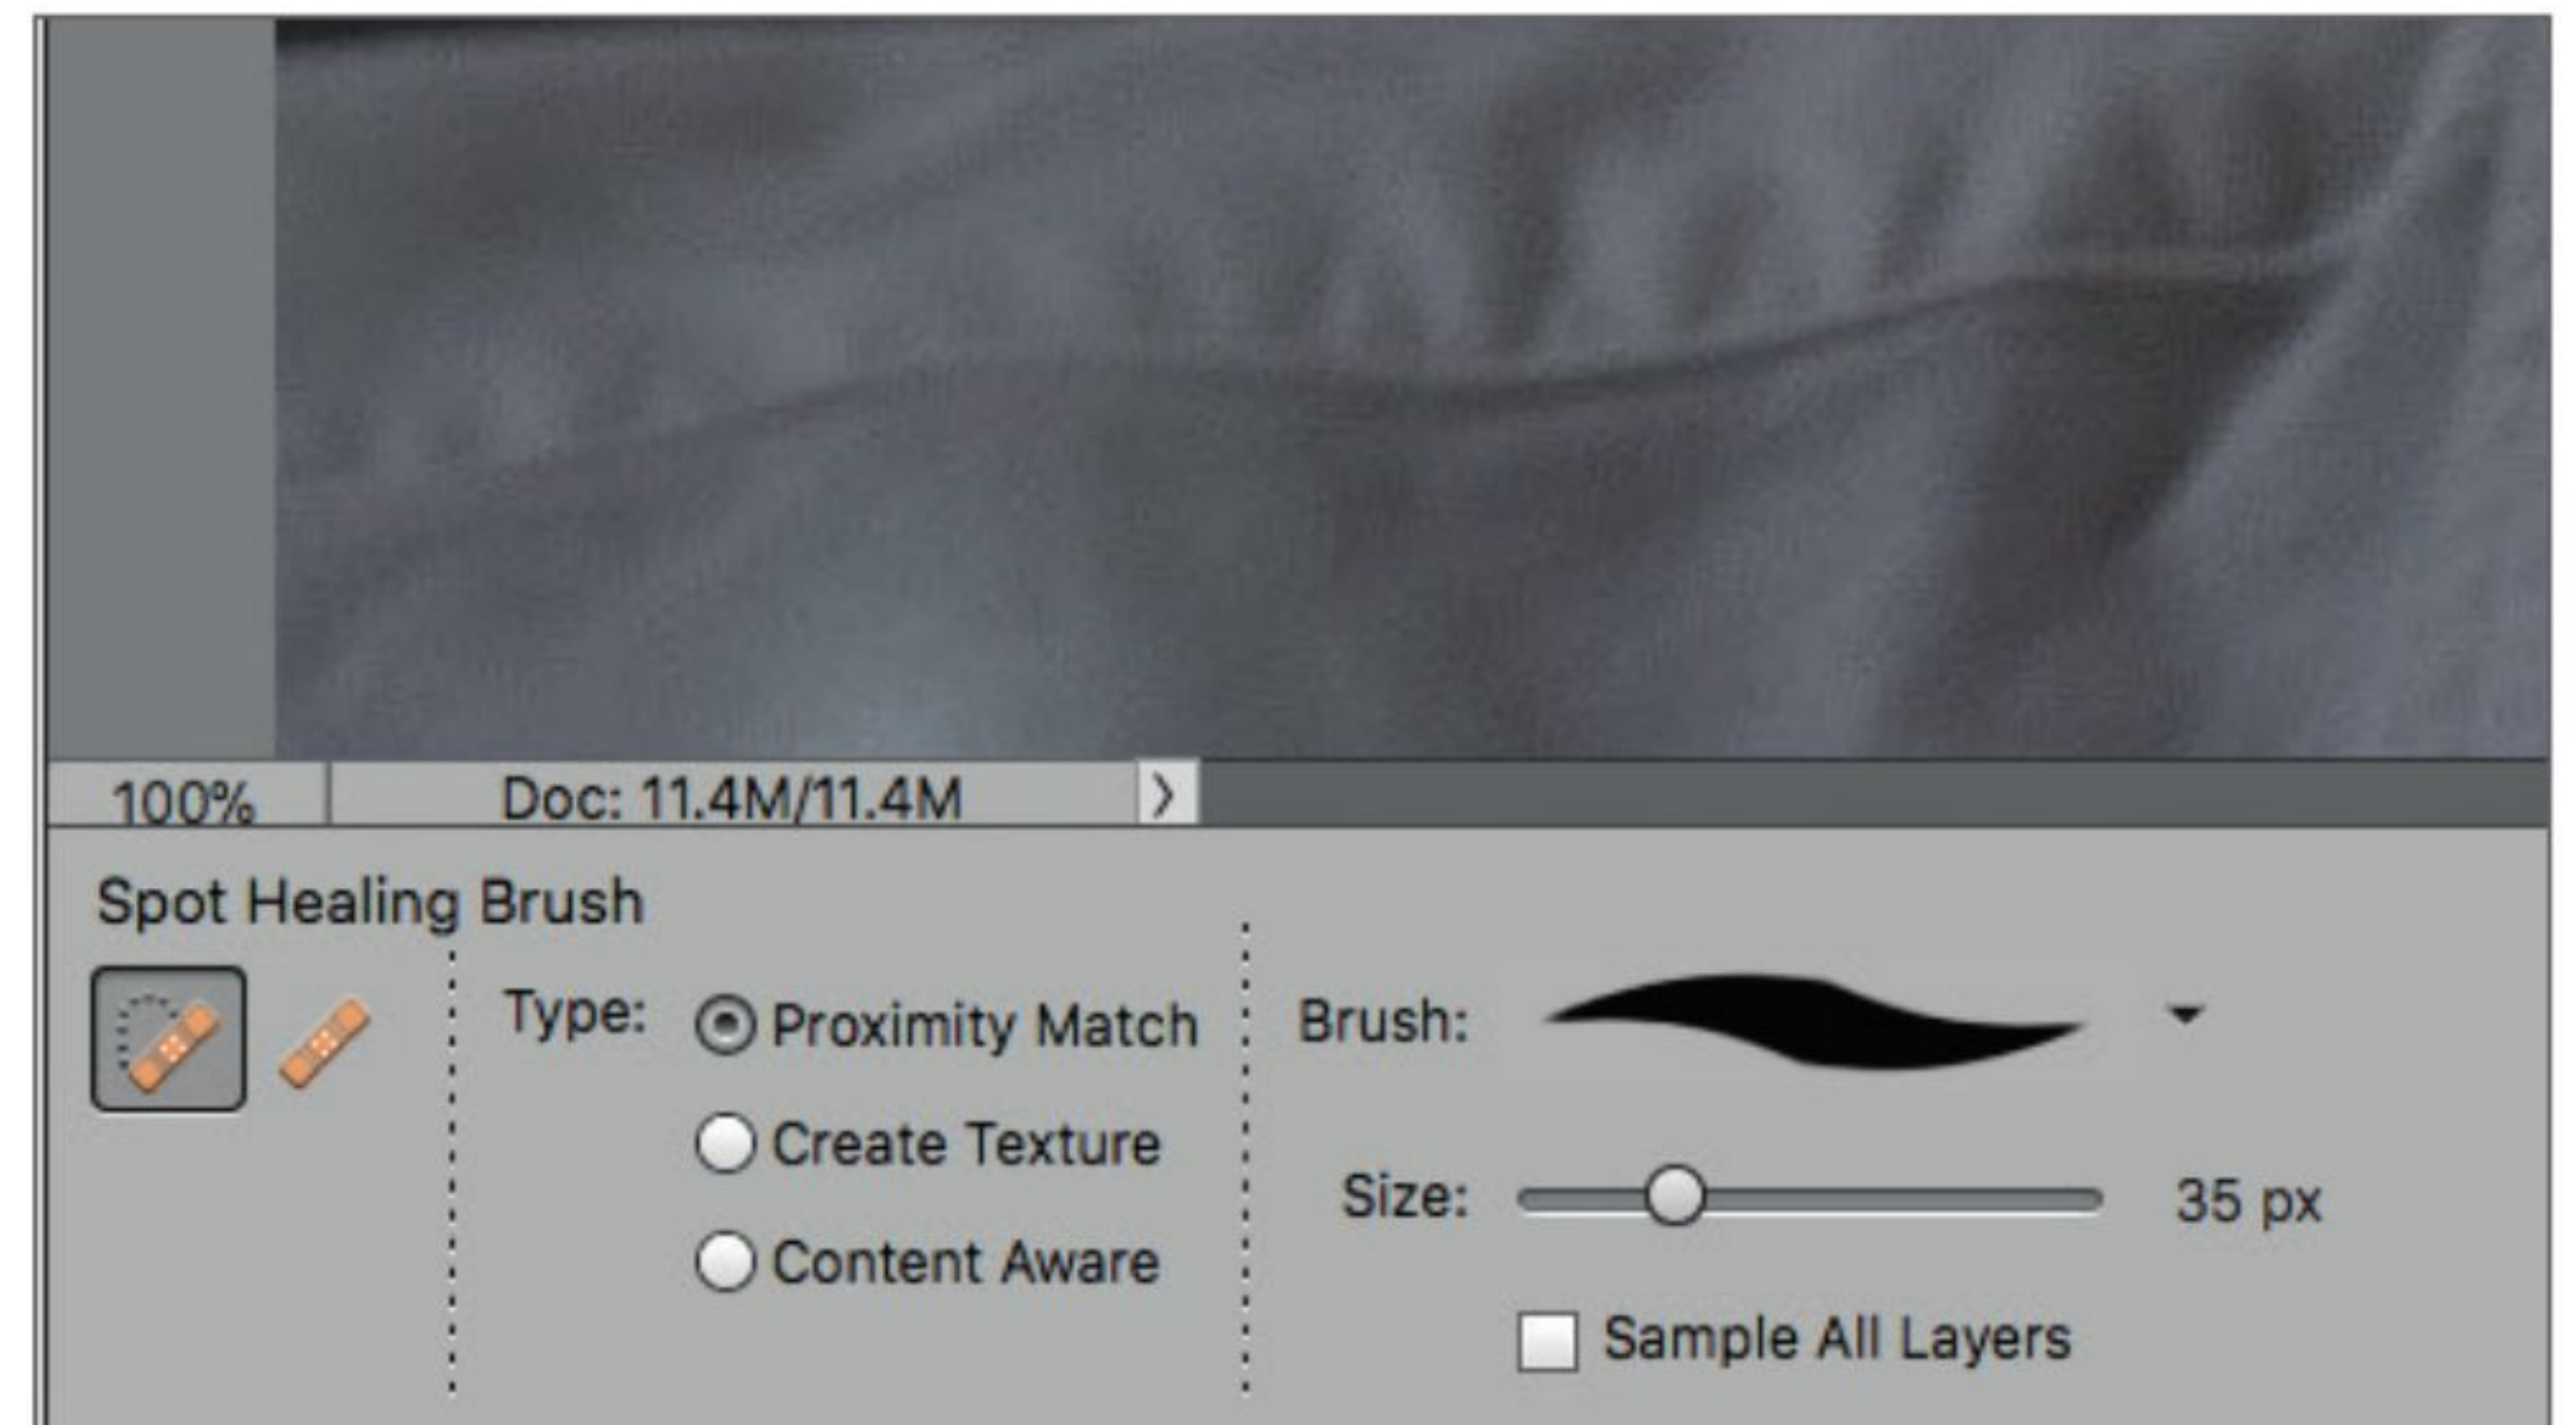 100% Doc: 11.4M/11.4M >
Spot Healing Brush
Type: Proximity Match
Create Texture
Content Aware
Brush:
Size: 35 px
Sample All Layers